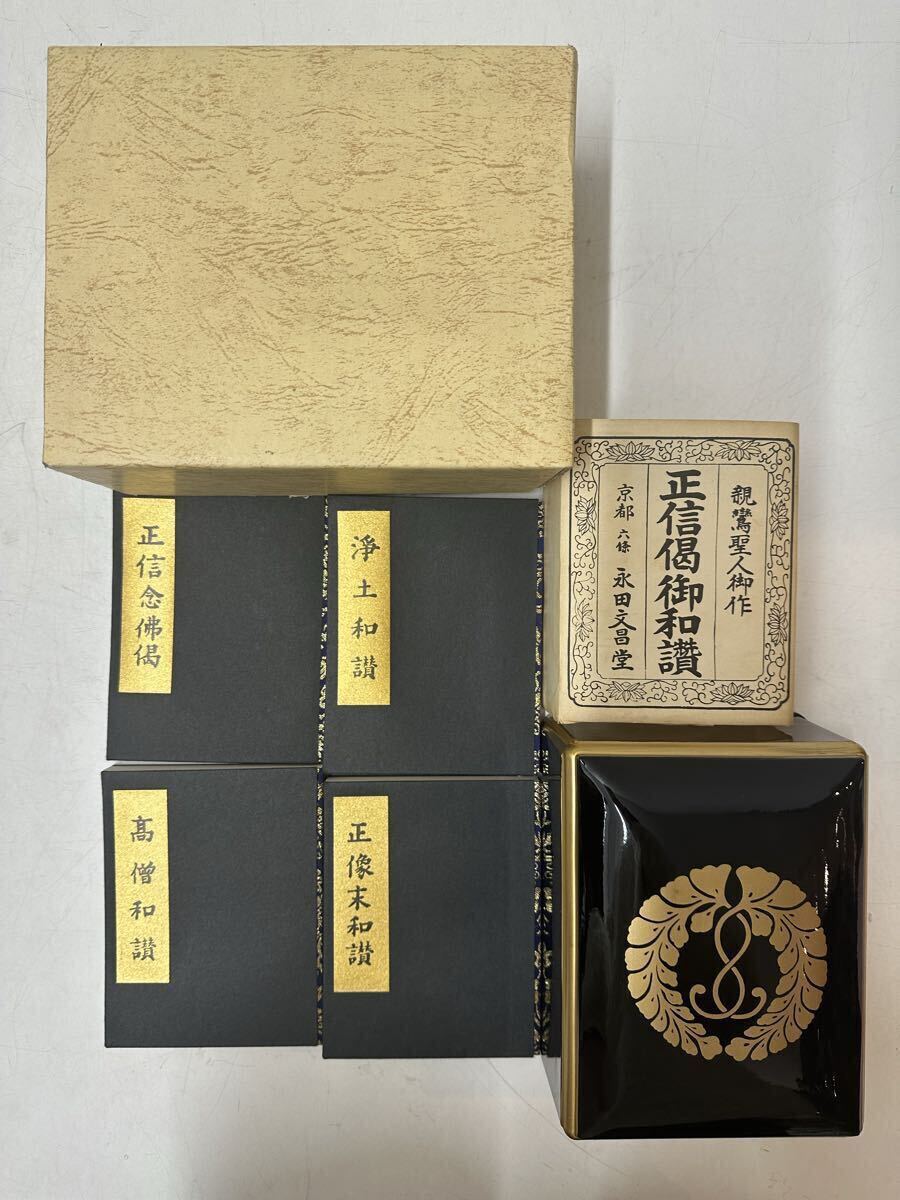 親鸞聖人御作
正信偈御和讃
京都 六條 永田文昌堂
正信念佛偈
淨土和讃
高僧和讃
正像末和讃